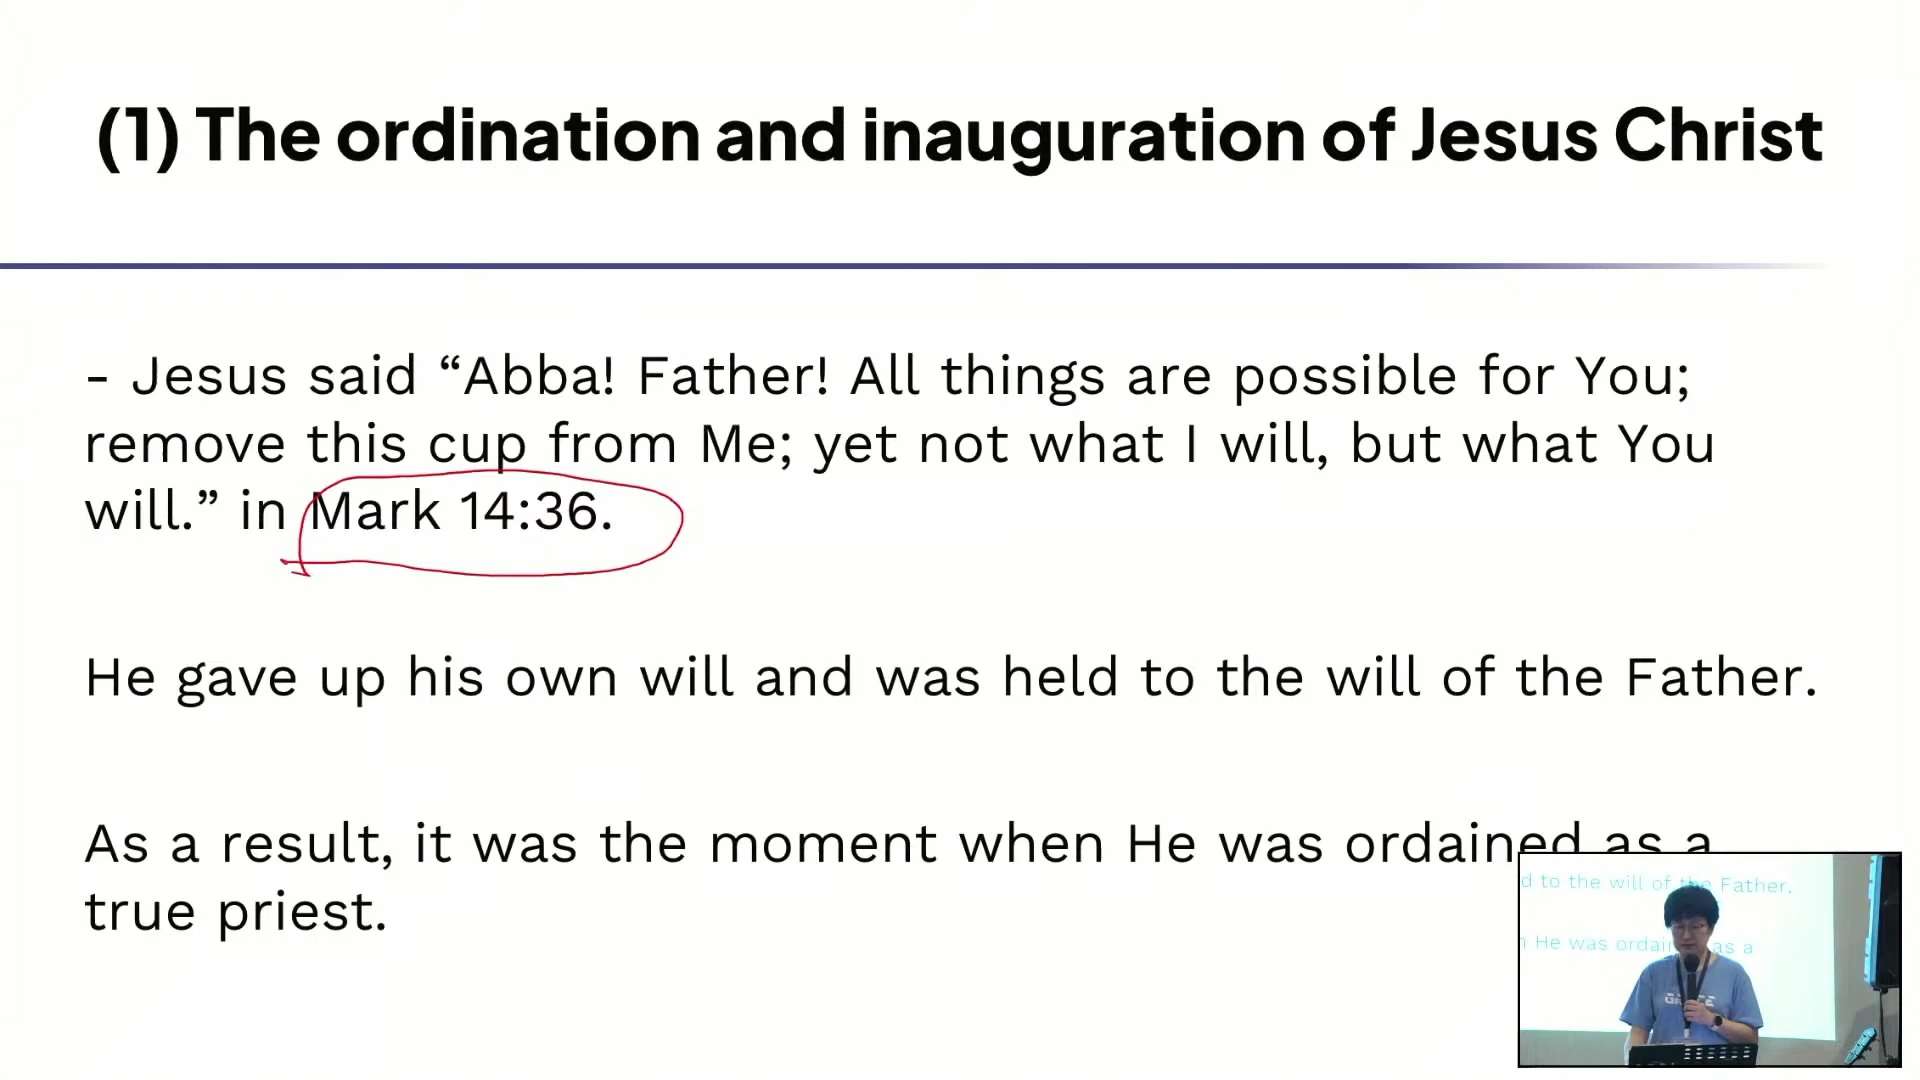 (1) The ordination and inauguration of Jesus Christ
- Jesus said “Abba! Father! All things are possible for You;
remove this cup from Me; yet not what I will, but what You
will.” in Mark 14:36.
He gave up his own will and was held to the will of the Father.
As a result, it was the moment when He was ordained as a
true priest.
d to the will of the Father.
He was ordai as a